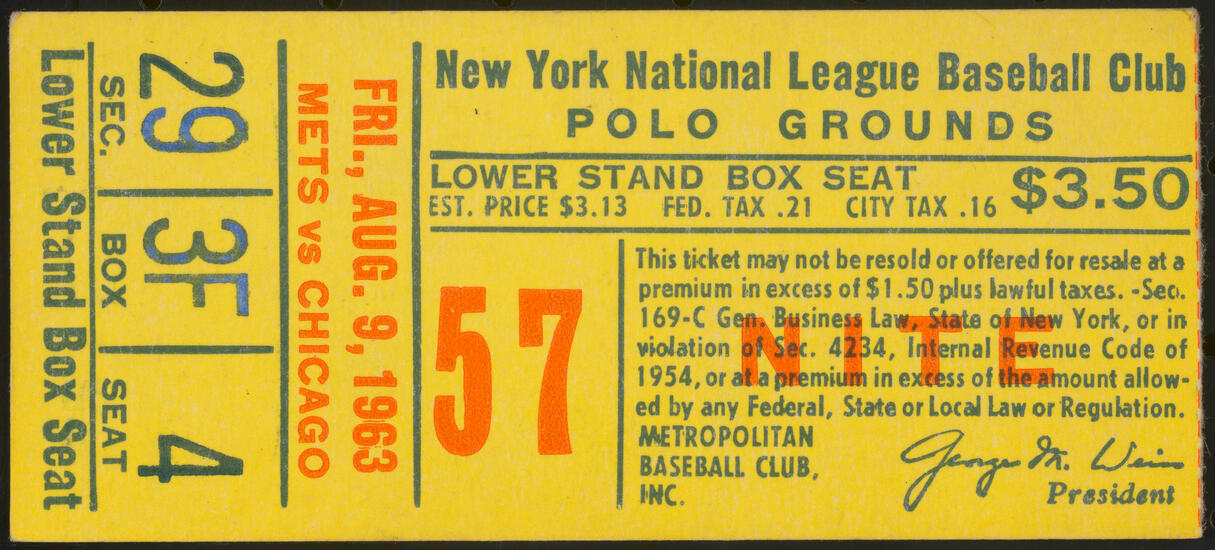 Lower Stand Box Seat
SEC. 29
BOX 3F
SEAT 4
FRI., AUG. 9, 1963
METS VS CHICAGO
57
New York National League Baseball Club
POLO GROUNDS
LOWER STAND BOX SEAT
EST. PRICE $3.13 FED. TAX .21 CITY TAX .16
$3.50
This ticket may not be resold or offered for resale at a
premium in excess of $1.50 plus lawful taxes. -Sec.
169-C Gen. Business Law, State of New York, or in
violation of Sec. 4234, Internal Revenue Code of
1954, or at a premium in excess of the amount allow-
ed by any Federal, State or Local Law or Regulation.
NITE
METROPOLITAN
BASEBALL CLUB,
INC.
George M. Weiss
President